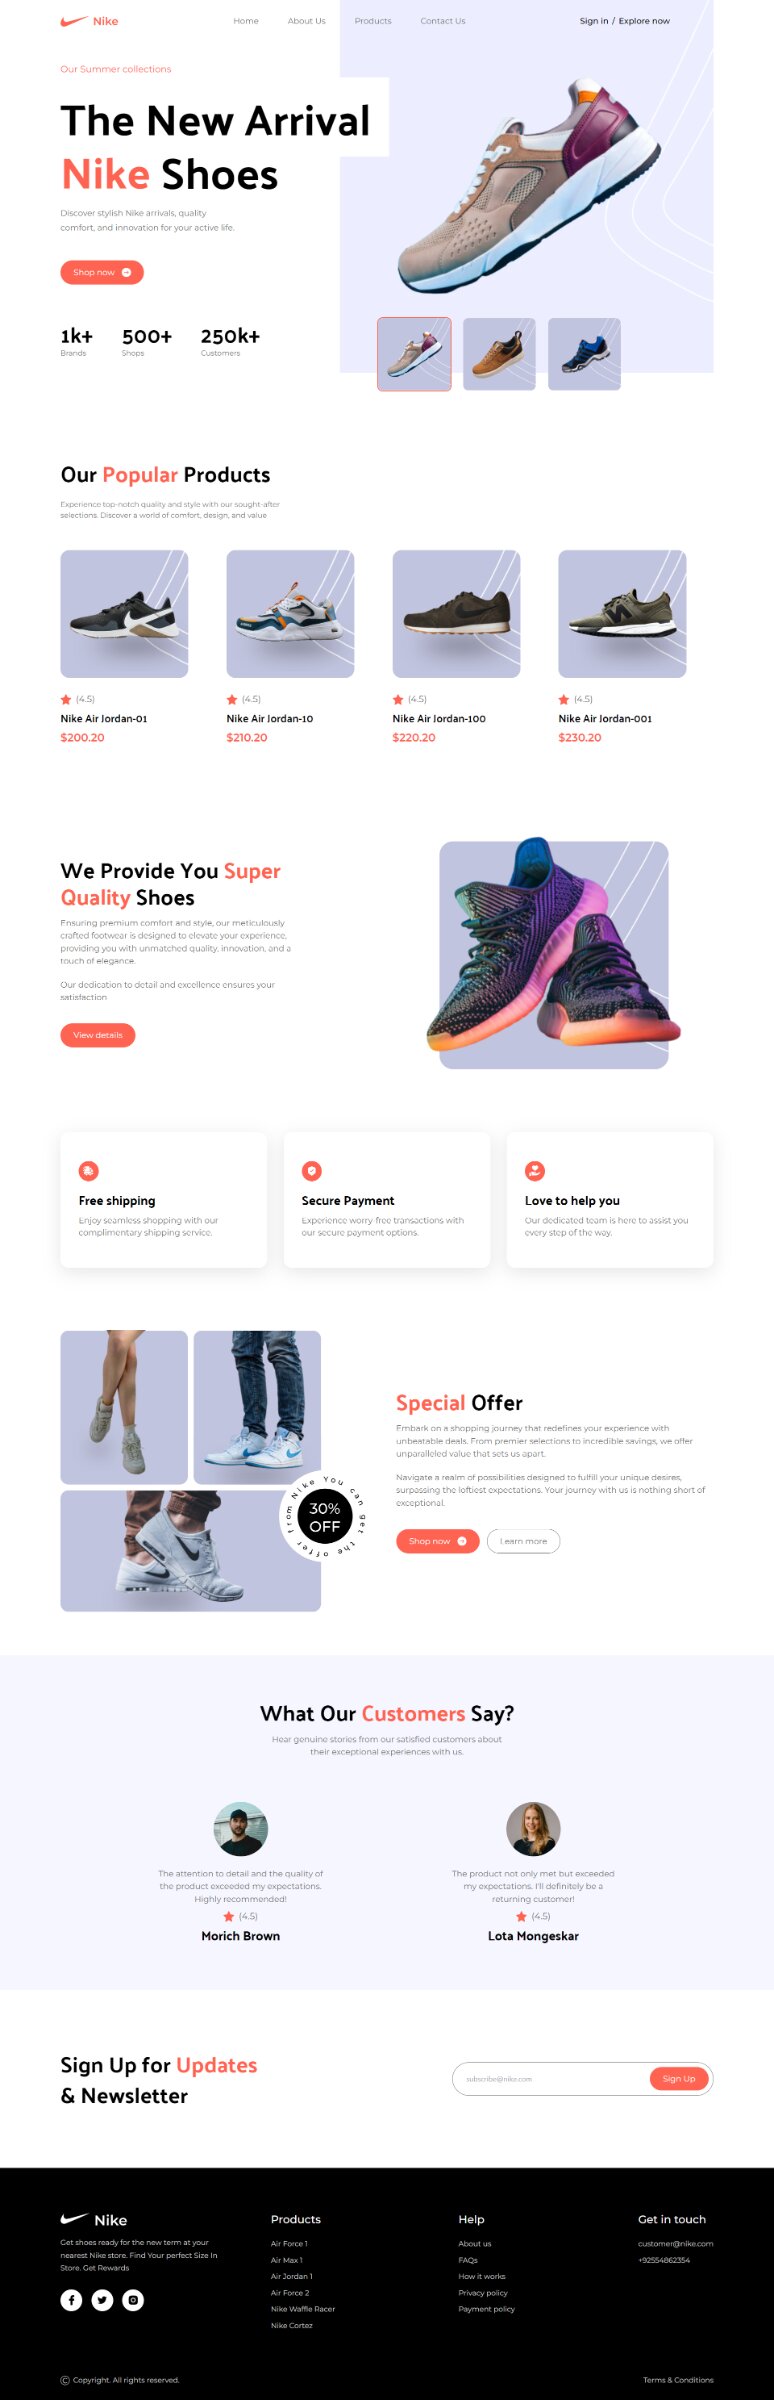 Nike
Home
About Us
Products
Contact Us
Sign in / Explore now
Our Summer collections
The New Arrival
Nike Shoes
Discover stylish Nike arrivals, quality
comfort, and innovation for your active life.
Shop now
1k+
Brands
500+
Shops
250k+
Customers
Our Popular Products
Experience top-notch quality and style with our sought-after
selections. Discover a world of comfort, design, and value
(4.5)
Nike Air Jordan-01
$200.20
(4.5)
Nike Air Jordan-10
$210.20
(4.5)
Nike Air Jordan-100
$220.20
(4.5)
Nike Air Jordan-001
$230.20
We Provide You Super
Quality Shoes
Ensuring premium comfort and style, our meticulously
crafted footwear is designed to elevate your experience,
providing you with unmatched quality, innovation, and a
touch of elegance.
Our dedication to detail and excellence ensures your
satisfaction
View details
Free shipping
Enjoy seamless shopping with our
complimentary shipping service.
Secure Payment
Experience worry-free transactions with
our secure payment options.
Love to help you
Our dedicated team is here to assist you
every step of the way.
You can get the offer from Nike
30%
OFF
Special Offer
Embark on a shopping journey that redefines your experience with
unbeatable deals. From premier selections to incredible savings, we offer
unparalleled value that sets us apart.
Navigate a realm of possibilities designed to fulfill your unique desires,
surpassing the loftiest expectations. Your journey with us is nothing short of
exceptional.
Shop now
Learn more
What Our Customers Say?
Hear genuine stories from our satisfied customers about
their exceptional experiences with us.
The attention to detail and the quality of
the product exceeded my expectations.
Highly recommended!
(4.5)
Morich Brown
The product not only met but exceeded
my expectations. I'll definitely be a
returning customer!
(4.5)
Lota Mongeskar
Sign Up for Updates
& Newsletter
subscribe@nike.com
Sign Up
Nike
Get shoes ready for the new term at your
nearest Nike store. Find Your perfect Size In
Store. Get Rewards
Products
Air Force 1
Air Max 1
Air Jordan 1
Air Force 2
Nike Waffle Racer
Nike Cortez
Help
About us
FAQs
How it works
Privacy policy
Payment policy
Get in touch
customer@nike.com
+92554862354
© Copyright. All rights reserved.
Terms & Conditions